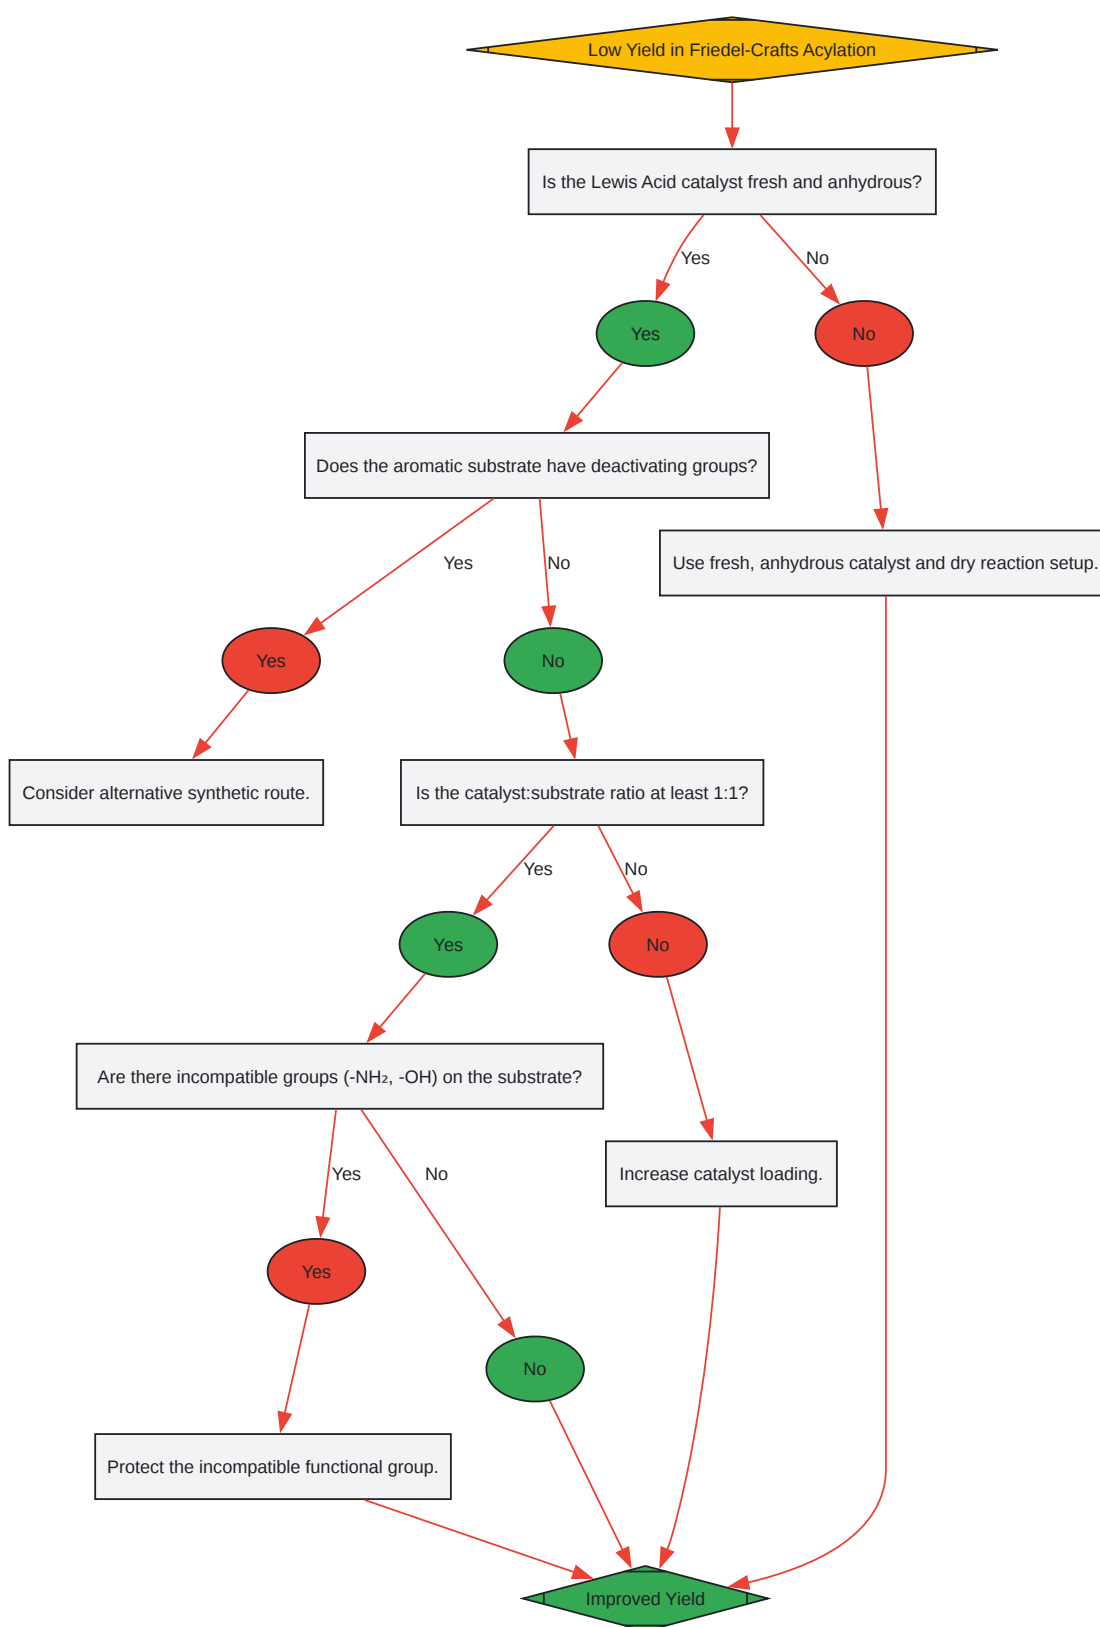 Low Yield in Friedel-Crafts Acylation
Is the Lewis Acid catalyst fresh and anhydrous?
Yes
No
Yes
No
Does the aromatic substrate have deactivating groups?
Yes
No
Use fresh, anhydrous catalyst and dry reaction setup.
Yes
No
Consider alternative synthetic route.
Is the catalyst:substrate ratio at least 1:1?
Yes
No
Yes
No
Are there incompatible groups (-NH₂, -OH) on the substrate?
Yes
No
Increase catalyst loading.
Yes
No
Protect the incompatible functional group.
Improved Yield